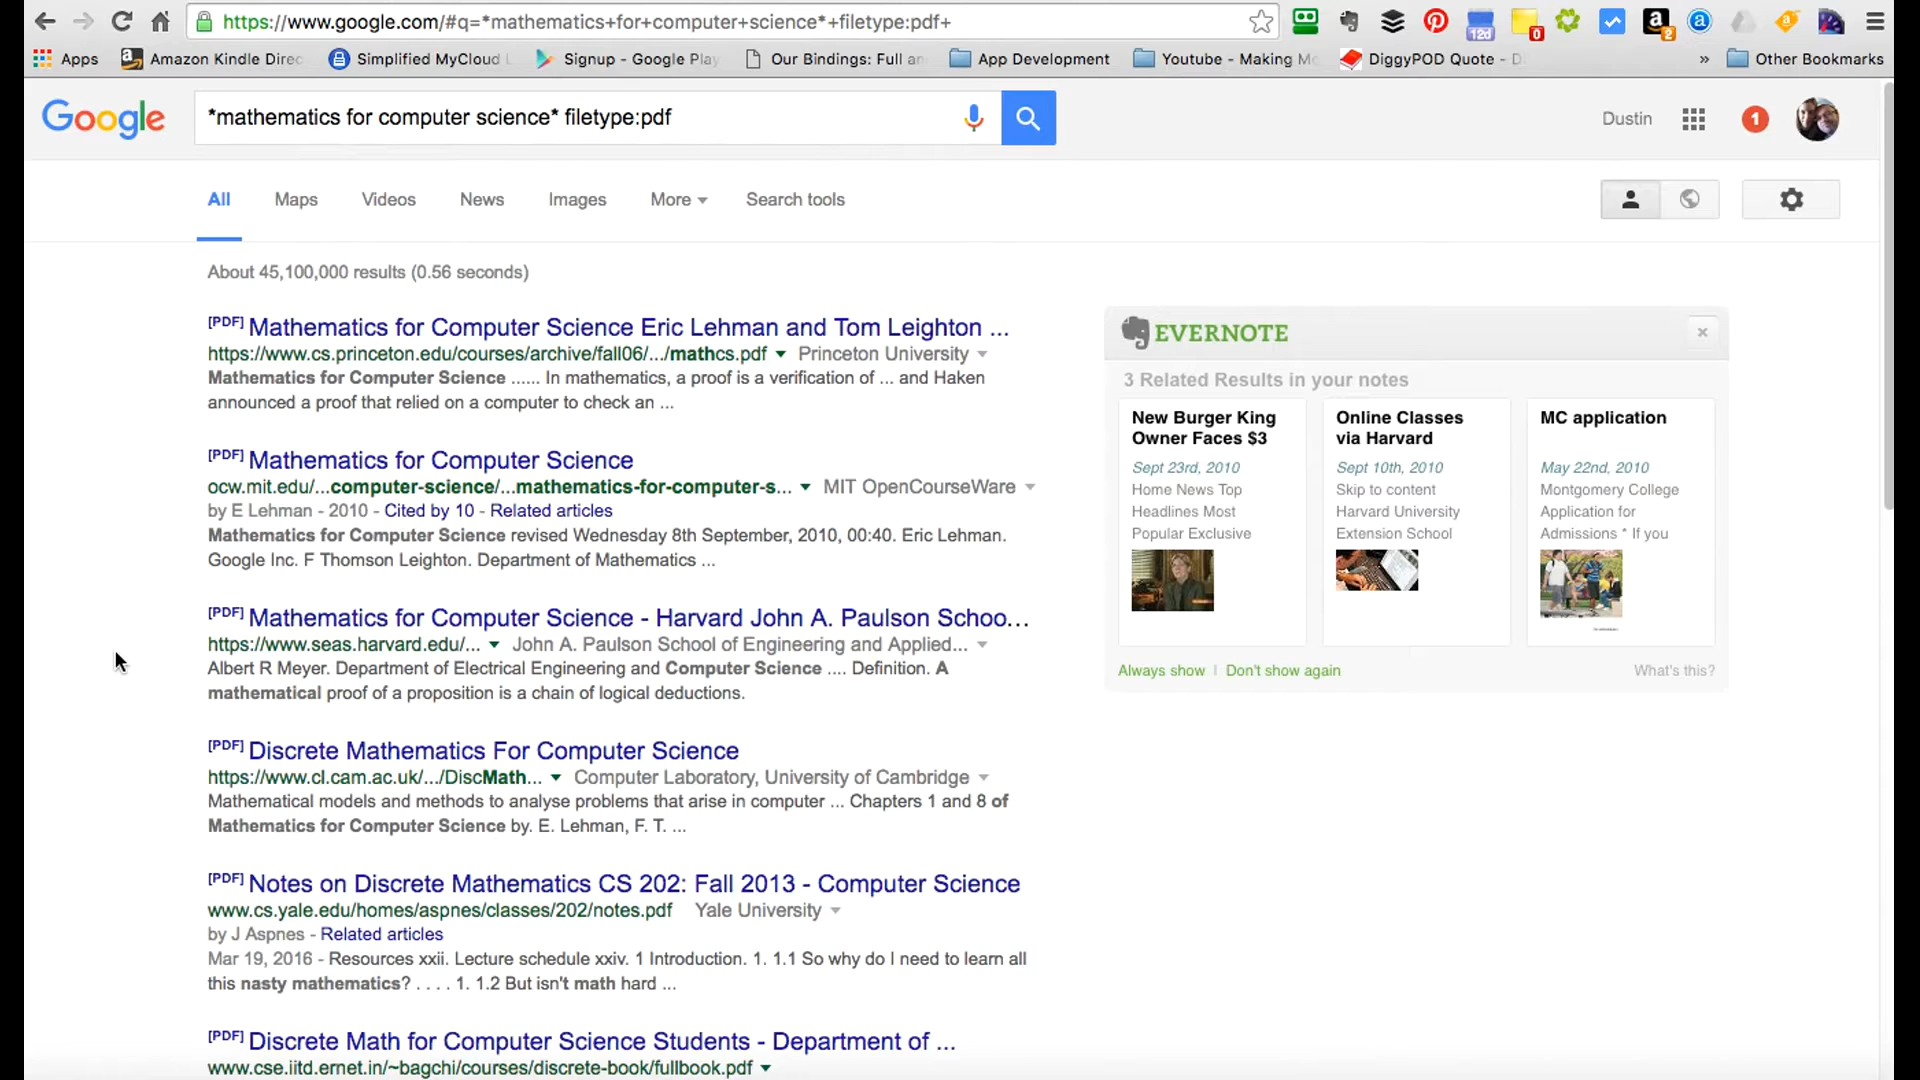 https://www.google.com/#q=*mathematics+for+computer+science*+filetype:pdf+
12d
0
a
2
a
a
Apps
Amazon Kindle Direc
Simplified MyCloud
Signup - Google Play
Our Bindings: Full an
App Development
Youtube - Making Mo
DiggyPOD Quote - D
»
Other Bookmarks
Google
*mathematics for computer science* filetype:pdf
Dustin
1
All
Maps
Videos
News
Images
More
Search tools
About 45,100,000 results (0.56 seconds)
[PDF] Mathematics for Computer Science Eric Lehman and Tom Leighton ...
https://www.cs.princeton.edu/courses/archive/fall06/.../mathcs.pdf Princeton University
Mathematics for Computer Science ...... In mathematics, a proof is a verification of ... and Haken
announced a proof that relied on a computer to check an ...
[PDF] Mathematics for Computer Science
ocw.mit.edu/...computer-science/...mathematics-for-computer-s... MIT OpenCourseWare
by E Lehman - 2010 - Cited by 10 - Related articles
Mathematics for Computer Science revised Wednesday 8th September, 2010, 00:40. Eric Lehman.
Google Inc. F Thomson Leighton. Department of Mathematics ...
[PDF] Mathematics for Computer Science - Harvard John A. Paulson Schoo...
https://www.seas.harvard.edu/... John A. Paulson School of Engineering and Applied...
Albert R Meyer. Department of Electrical Engineering and Computer Science .... Definition. A
mathematical proof of a proposition is a chain of logical deductions.
[PDF] Discrete Mathematics For Computer Science
https://www.cl.cam.ac.uk/.../DiscMath... Computer Laboratory, University of Cambridge
Mathematical models and methods to analyse problems that arise in computer ... Chapters 1 and 8 of
Mathematics for Computer Science by. E. Lehman, F. T. ...
[PDF] Notes on Discrete Mathematics CS 202: Fall 2013 - Computer Science
www.cs.yale.edu/homes/aspnes/classes/202/notes.pdf Yale University
by J Aspnes - Related articles
Mar 19, 2016 - Resources xxii. Lecture schedule xxiv. 1 Introduction. 1. 1.1 So why do I need to learn all
this nasty mathematics? . . . . 1. 1.2 But isn't math hard ...
[PDF] Discrete Math for Computer Science Students - Department of ...
www.cse.iitd.ernet.in/~bagchi/courses/discrete-book/fullbook.pdf
EVERNOTE
3 Related Results in your notes
New Burger King
Owner Faces $3
Sept 23rd, 2010
Home News Top
Headlines Most
Popular Exclusive
Online Classes
via Harvard
Sept 10th, 2010
Skip to content
Harvard University
Extension School
MC application
May 22nd, 2010
Montgomery College
Application for
Admissions * If you
Always show | Don't show again
What's this?